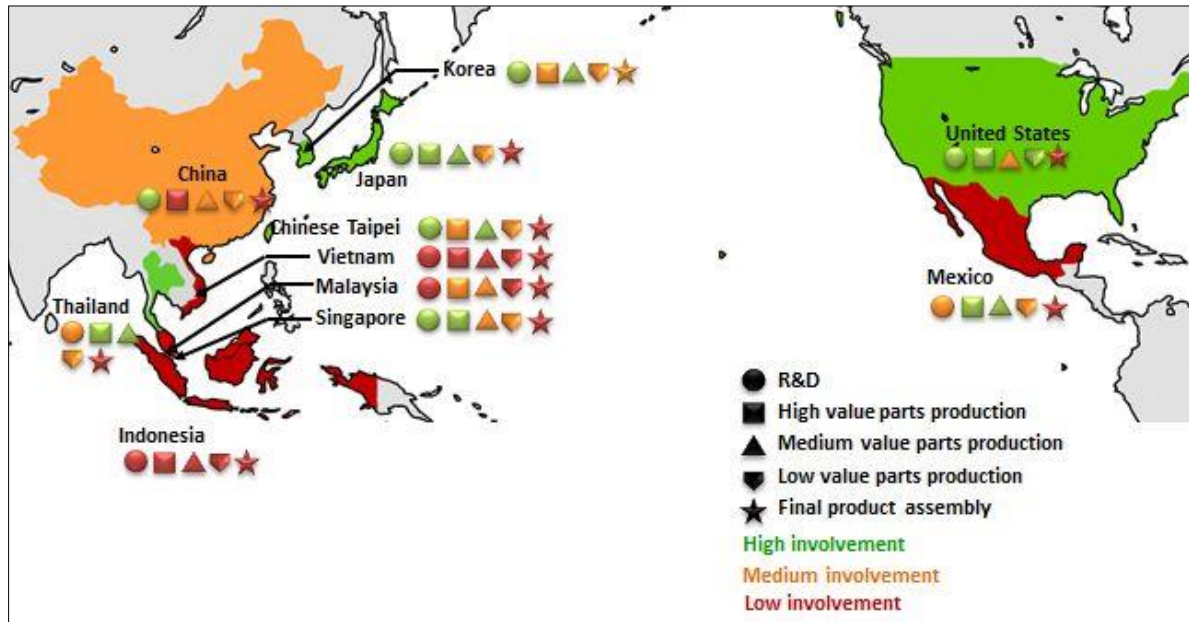 Korea
China
Japan
United States
Chinese Taipei
Vietnam
Malaysia
Singapore
Thailand
Mexico
Indonesia
R&D
High value parts production
Medium value parts production
Low value parts production
Final product assembly
High involvement
Medium involvement
Low involvement